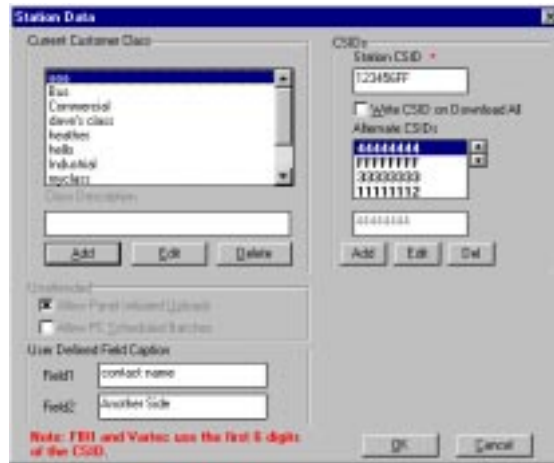 Station Data
Current Customer Class
aaa
Bus
Commercial
dave's class
heather
hello
Industrial
myclass
Class Description
Add Edit Delete
Unattended
Allow Panel Initiated Uploads
Allow PC Scheduled Batches
User Defined Field Caption
Field1 contact name
Field2 Another Side
Note: FBII and Vartec use the first 6 digits
of the CSID.
CSIDs
Station CSID *
123456FF
Write CSID on Download All
Alternate CSIDs
44444444
FFFFFFFF
33333333
11111112
44444444
Add Edit Del
OK Cancel